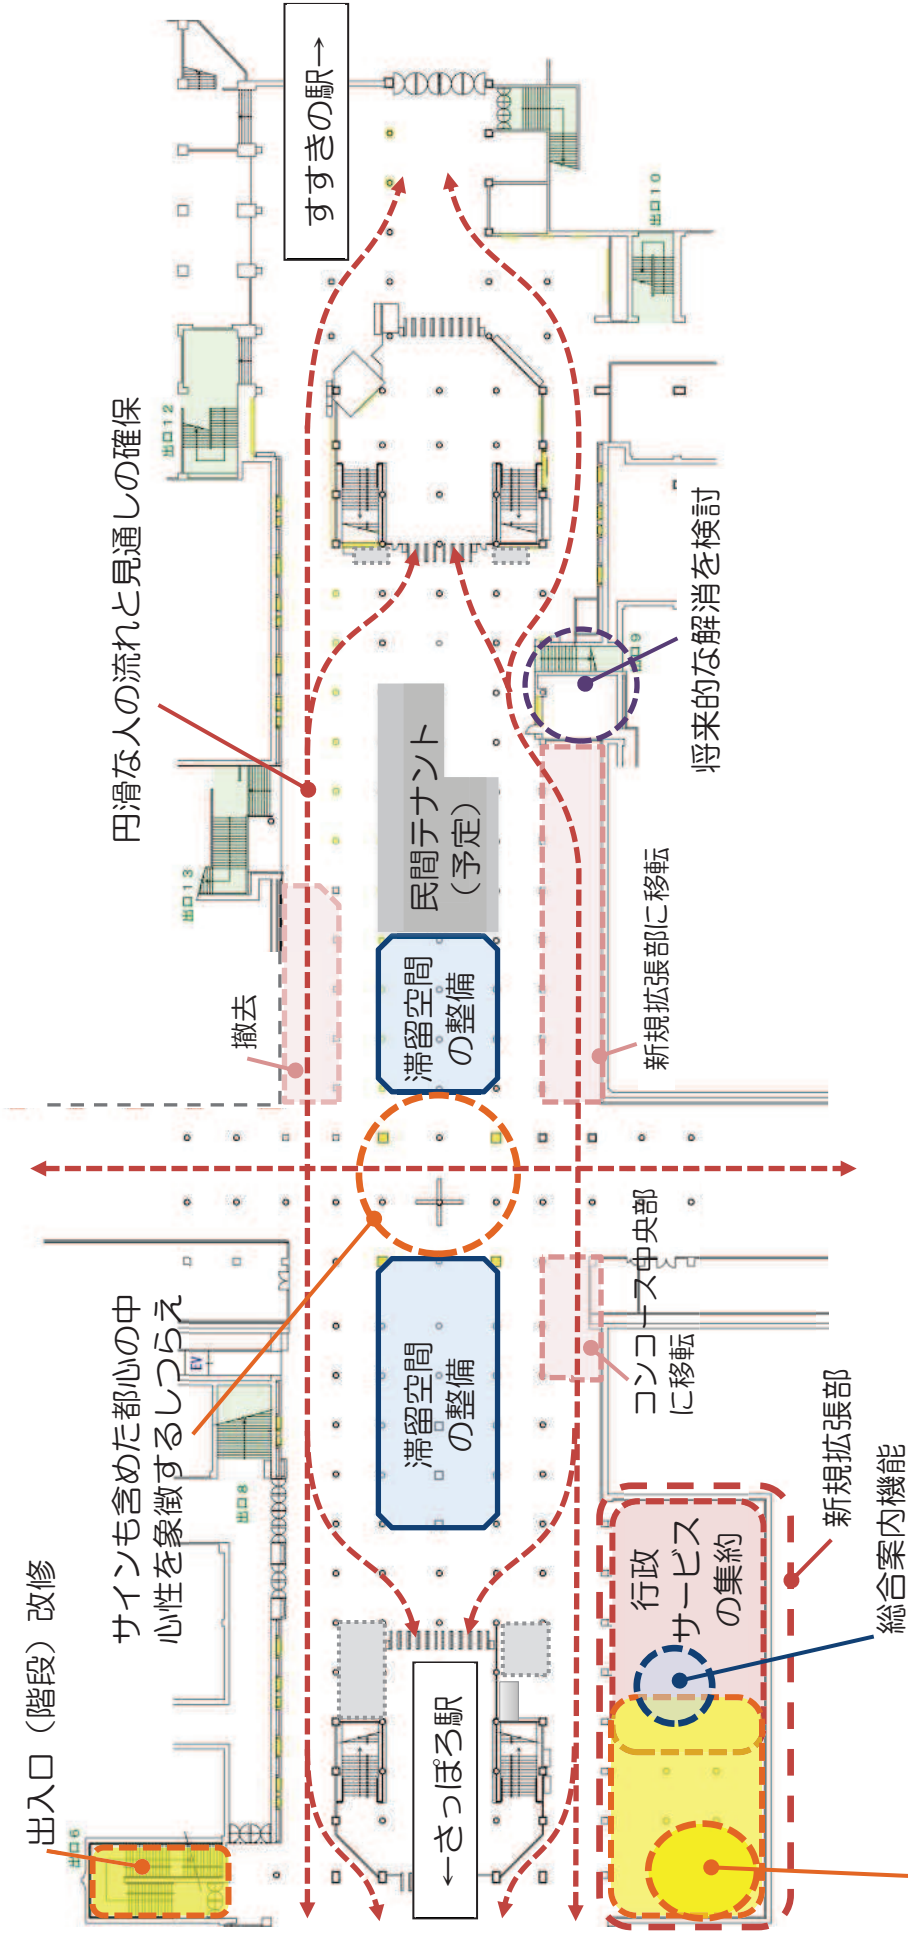 出入口（階段）改修
出口6
サインも含めた都心の中
心性を象徴するしつらえ
出口8
EV
撤去
出口13
円滑な人の流れと見通しの確保
出口12
すすきの駅→
←さっぽろ駅
滞留空間
の整備
滞留空間
の整備
民間テナント
（予定）
行政
サービス
の集約
総合案内機能
新規拡張部
コンコース中央部
に移転
新規拡張部に移転
将来的な解消を検討
出口9
出口10